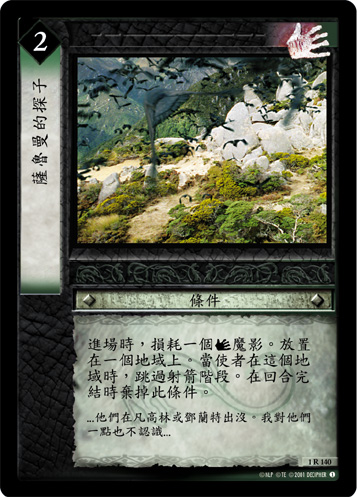 2
薩魯曼的探子
條件
進場時，損耗一個魔影。放置
在一個地域上。當使者在這個地
域時，跳過射箭階段。在回合完
結時棄掉此條件。
...他們在凡高林或鄧蘭特出沒。我對他們
一點也不認識...
1 R 140
©NLP ©TE ©2001 DECIPHER 1